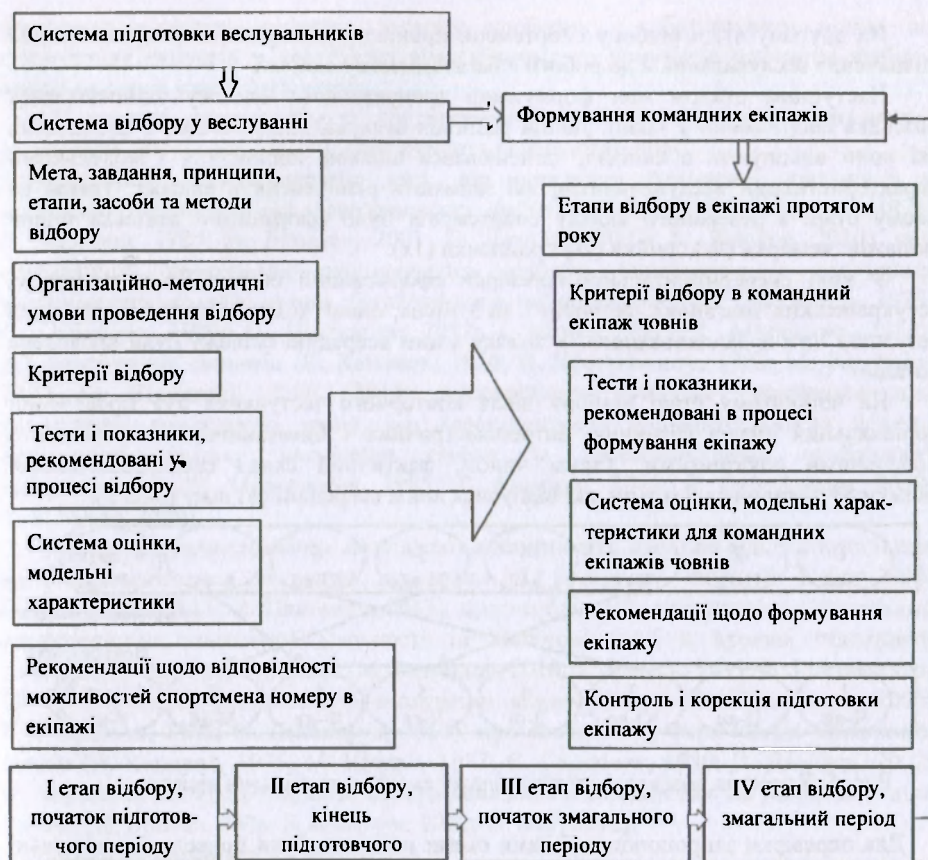 Система підготовки веслувальників
Система відбору у веслуванні
Мета, завдання, принципи,
етапи, засоби та методи
відбору
Організаційно-методичні
умови проведення відбору
Критерії відбору
Тести і показники,
рекомендовані у
процесі відбору
Система оцінки,
модельні
характеристики
Рекомендації щодо відповідності
можливостей спортсмена номеру в
екіпажі
Формування командних екіпажів
Етапи відбору в екіпажі протягом
року
Критерії відбору в командний
екіпаж човнів
Тести і показники,
рекомендовані в процесі
формування екіпажу
Система оцінки, модельні харак-
теристики для командних
екіпажів човнів
Рекомендації щодо формування
екіпажу
Контроль і корекція підготовки
екіпажу
I етап відбору,
початок підготов-
чого періоду
II етап відбору,
кінець
підготовчого
III етап відбору,
початок змагального
періоду
IV етап відбору,
змагальний період